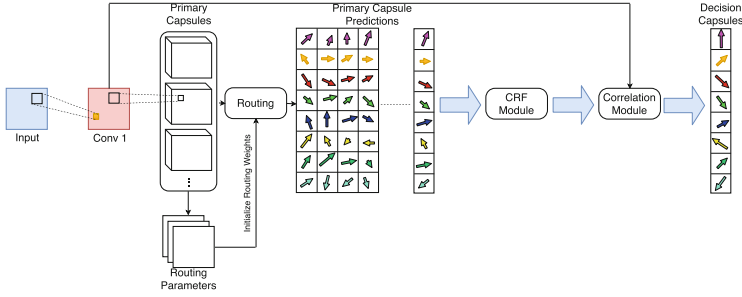 Primary
Capsules
Primary Capsule
Predictions
Decision
Capsules
Input
Conv 1
Routing
CRF
Module
Correlation
Module
Initialize Routing Weights
Routing
Parameters